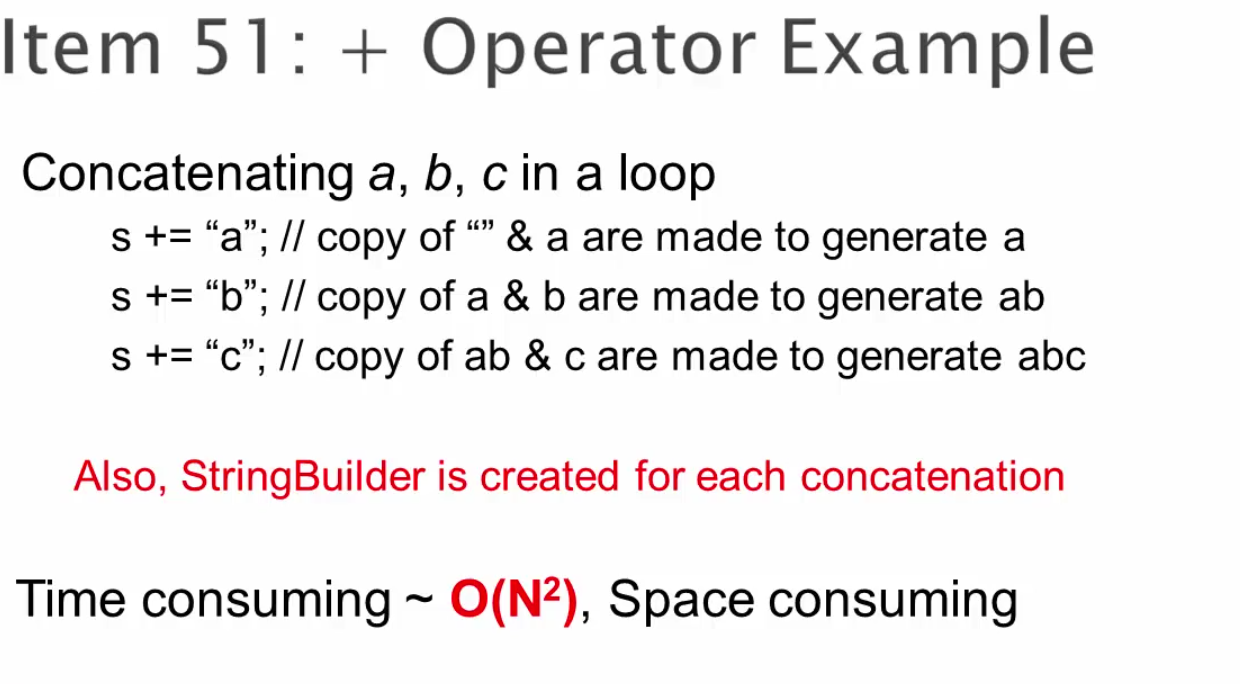 Item 51: + Operator Example
Concatenating a, b, c in a loop
s += “a”; // copy of “” & a are made to generate a
s += “b”; // copy of a & b are made to generate ab
s += “c”; // copy of ab & c are made to generate abc
Also, StringBuilder is created for each concatenation
Time consuming ~ O(N²), Space consuming